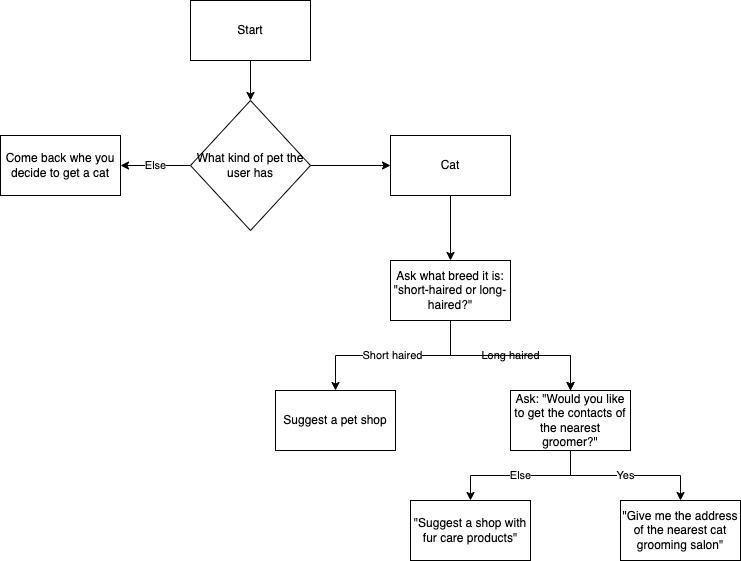 Start
What kind of pet the
user has
Else
Come back whe you
decide to get a cat
Cat
Ask what breed it is:
"short-haired or long-
haired?"
Short haired
Long haired
Suggest a pet shop
Ask: "Would you like
to get the contacts of
the nearest
groomer?"
Else
Yes
"Suggest a shop with
fur care products"
"Give me the address
of the nearest cat
grooming salon"